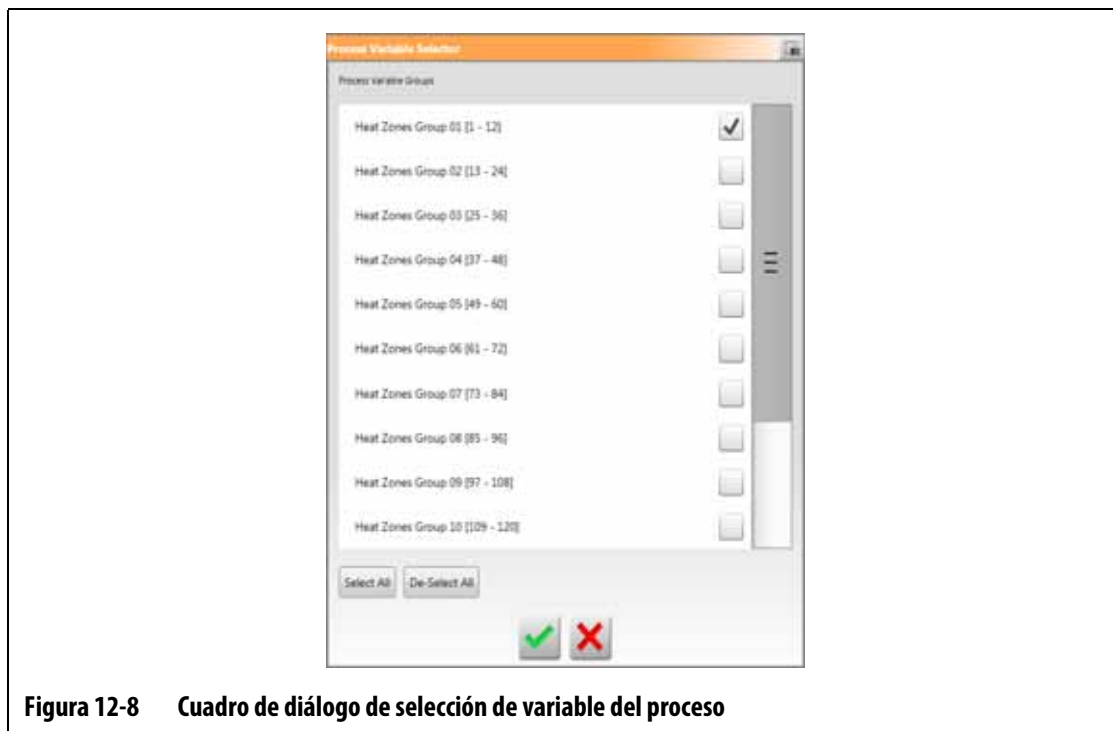 Process Variable Selector
Process Variable Groups
Heat Zones Group 01 [1 - 12]
Heat Zones Group 02 [13 - 24]
Heat Zones Group 03 [25 - 36]
Heat Zones Group 04 [37 - 48]
Heat Zones Group 05 [49 - 60]
Heat Zones Group 06 [61 - 72]
Heat Zones Group 07 [73 - 84]
Heat Zones Group 08 [85 - 96]
Heat Zones Group 09 [97 - 108]
Heat Zones Group 10 [109 - 120]
Select All De-Select All
Figura 12-8 Cuadro de diálogo de selección de variable del proceso